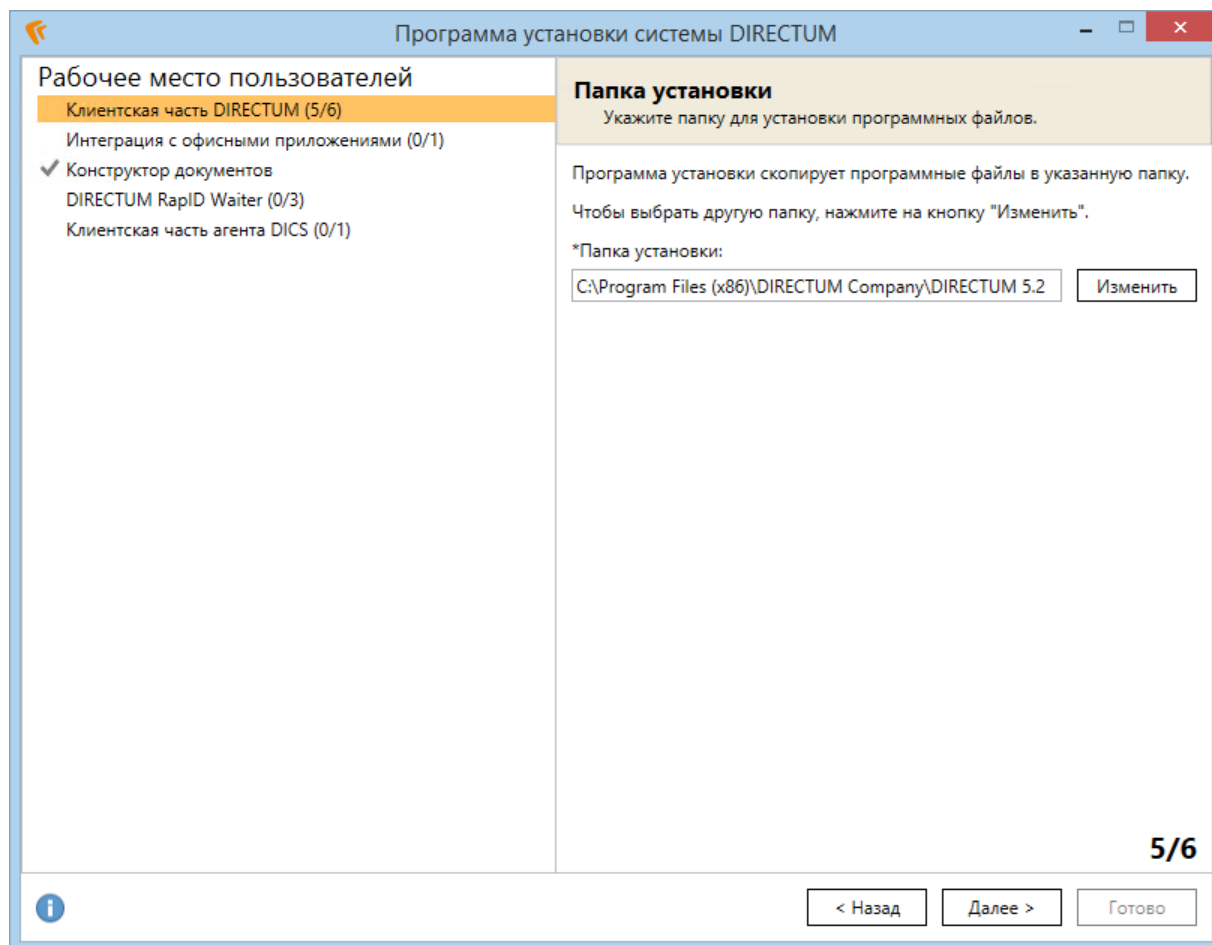 Программа установки системы DIRECTUM
Рабочее место пользователей
Клиентская часть DIRECTUM (5/6)
Интеграция с офисными приложениями (0/1)
Конструктор документов
DIRECTUM RapID Waiter (0/3)
Клиентская часть агента DICS (0/1)
Папка установки
Укажите папку для установки программных файлов.
Программа установки скопирует программные файлы в указанную папку.
Чтобы выбрать другую папку, нажмите на кнопку "Изменить".
*Папка установки:
C:\Program Files (x86)\DIRECTUM Company\DIRECTUM 5.2 Изменить
5/6
< Назад Далее > Готово